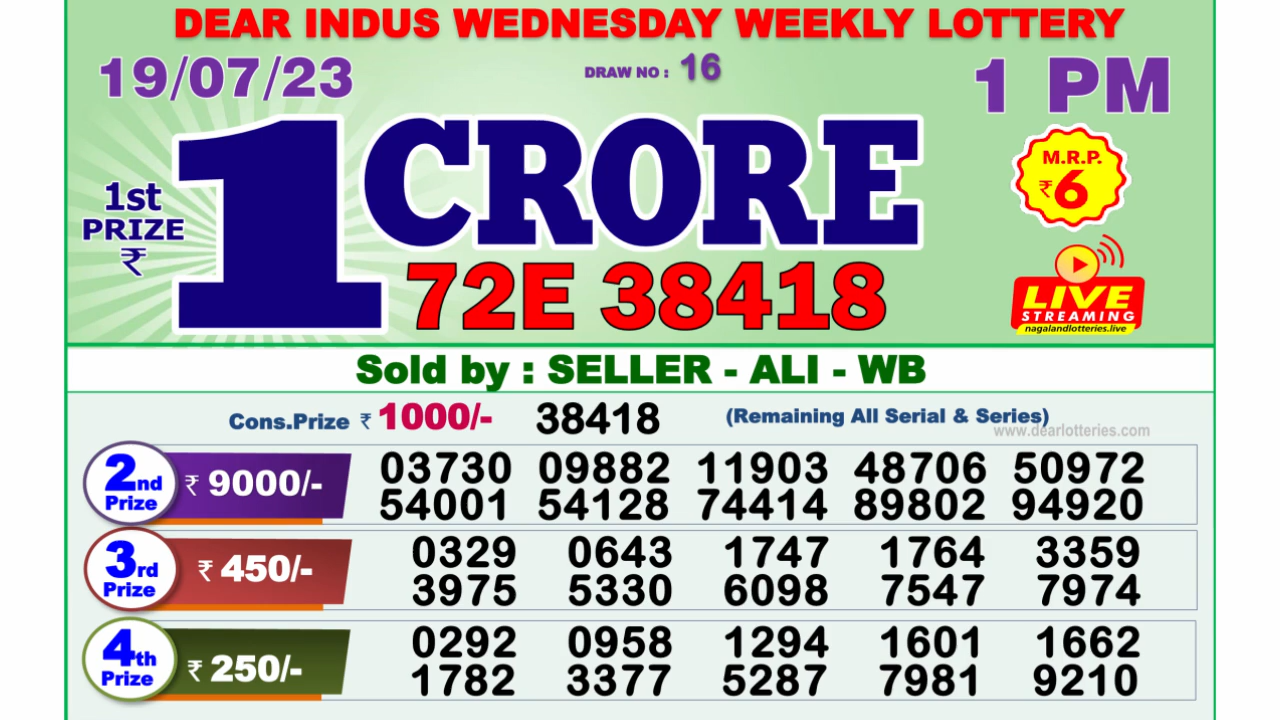 DEAR INDUS WEDNESDAY WEEKLY LOTTERY
19/07/23 DRAW NO : 16 1 PM
1st PRIZE ₹ 1 CRORE
M.R.P. ₹6
72E 38418
LIVE
STREAMING
nagalandlotteries.live
Sold by : SELLER - ALI - WB
Cons.Prize ₹ 1000/- 38418 (Remaining All Serial & Series)
www.dearlotteries.com
2nd Prize ₹ 9000/-
03730 09882 11903 48706 50972
54001 54128 74414 89802 94920
3rd Prize ₹ 450/-
0329 0643 1747 1764 3359
3975 5330 6098 7547 7974
4th Prize ₹ 250/-
0292 0958 1294 1601 1662
1782 3377 5287 7981 9210